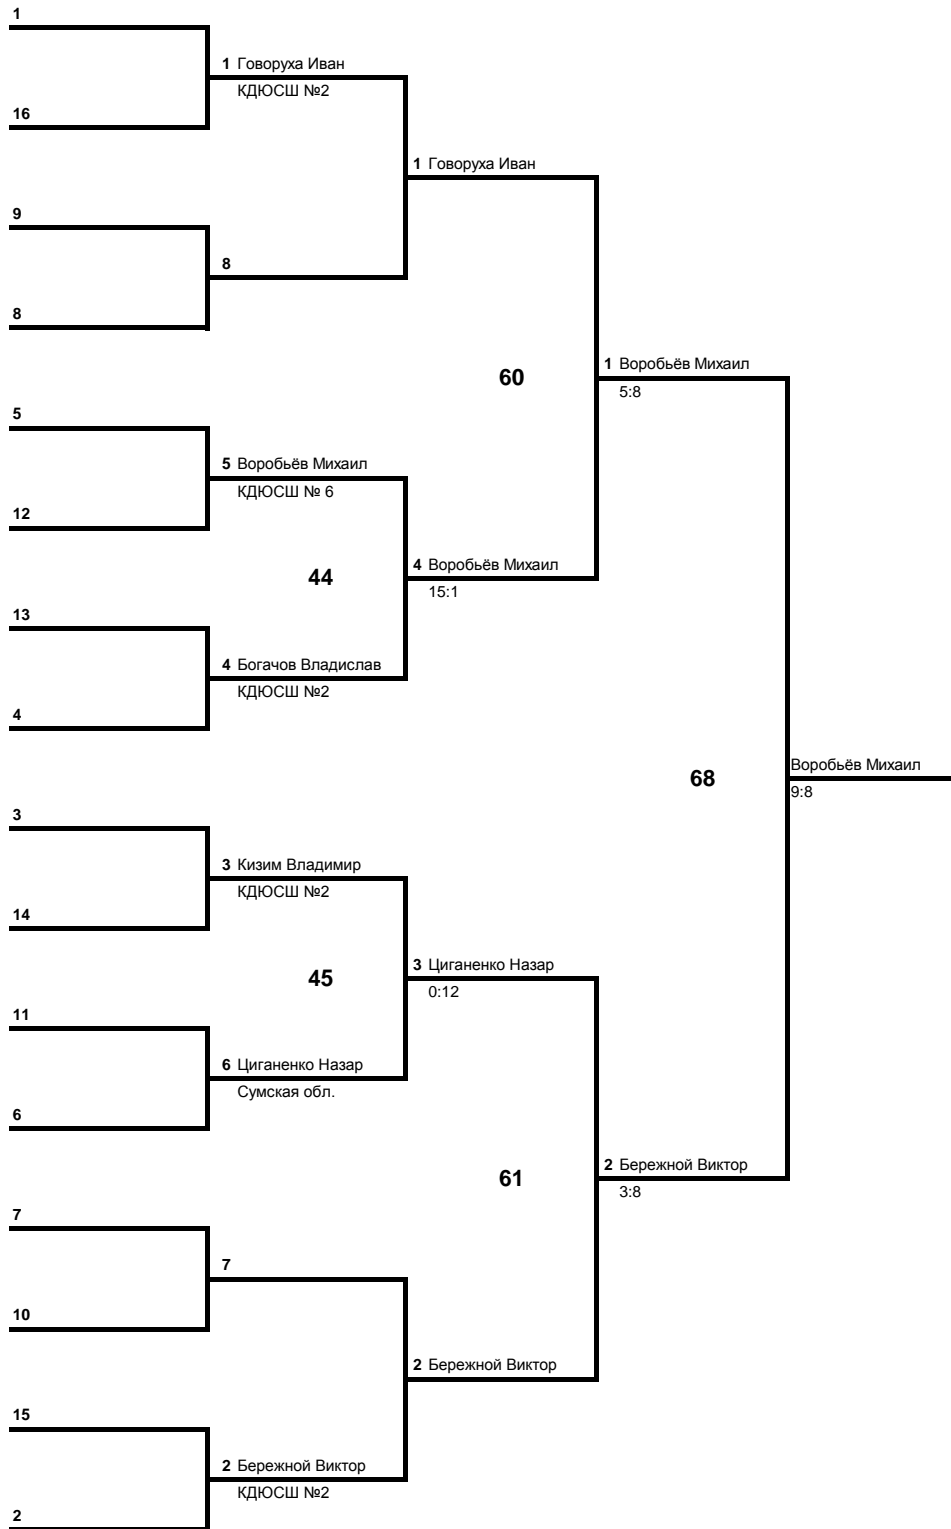 1
1 Говоруха Иван
КДЮСШ №2
16
1 Говоруха Иван
9
8
8
60
1 Воробьёв Михаил
5:8
5
5 Воробьёв Михаил
КДЮСШ № 6
12
44
4 Воробьёв Михаил
15:1
13
4 Богачов Владислав
КДЮСШ №2
4
68
Воробьёв Михаил
9:8
3
3 Кизим Владимир
КДЮСШ №2
14
45
3 Циганенко Назар
0:12
11
6 Циганенко Назар
Сумская обл.
6
61
2 Бережной Виктор
3:8
7
7
10
2 Бережной Виктор
15
2 Бережной Виктор
КДЮСШ №2
2